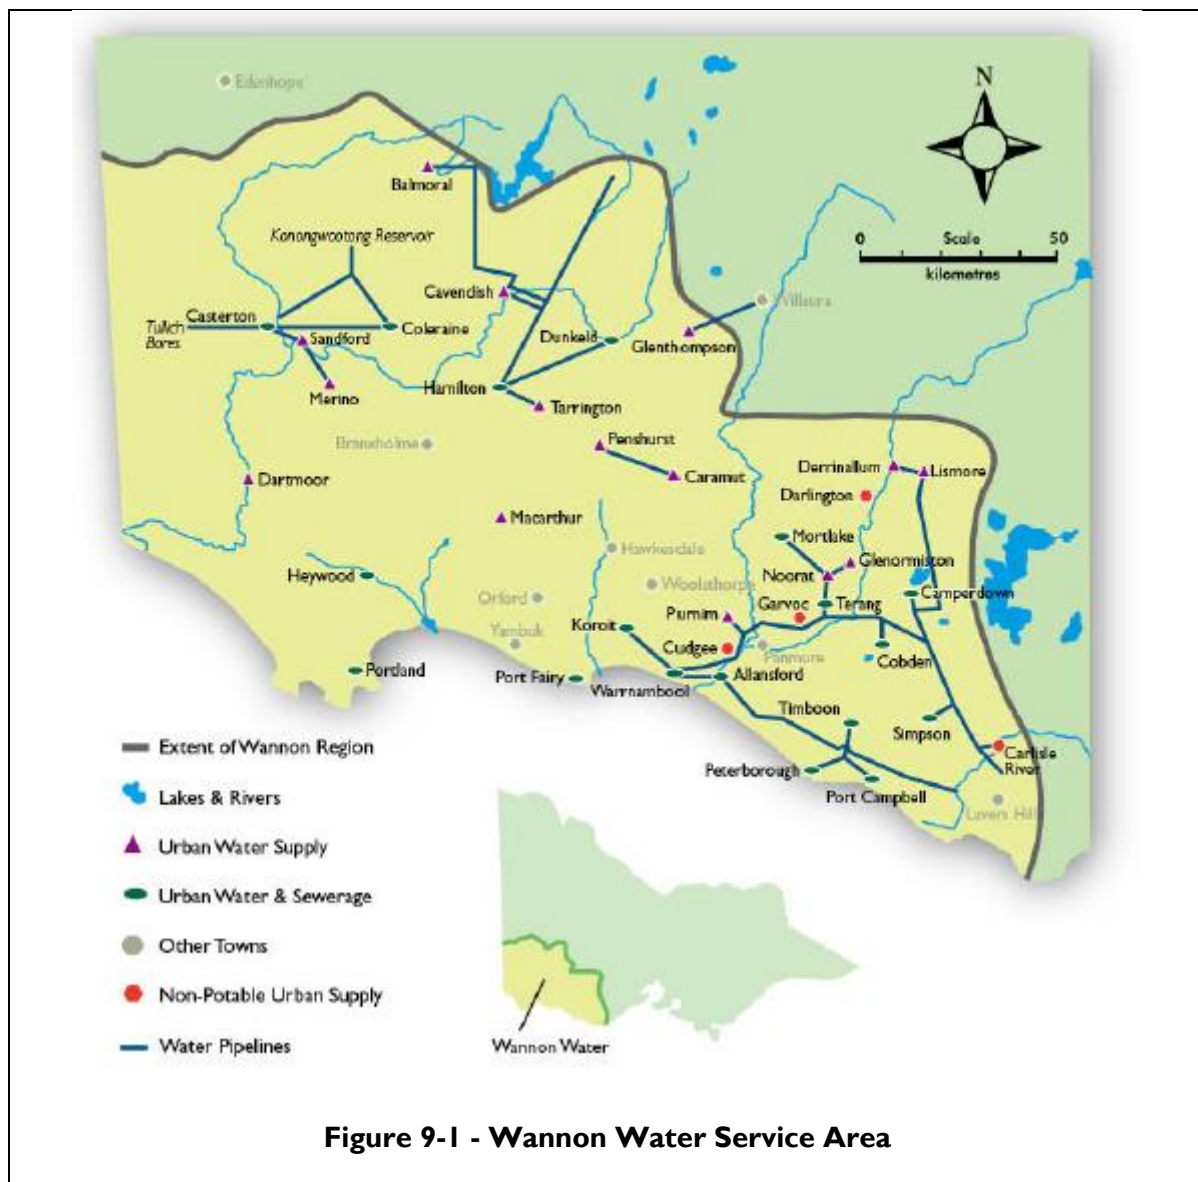 Edenhope
N
Balmoral
Konongwootong Reservoir
0 Scale 50
kilometres
Cavendish
Willaura
Casterton
Tullich
Bores
Sandford
Coleraine
Dunkeld
Glenthompson
Merino
Hamilton
Tarrington
Branxholme
Penshurst
Caramut
Derrinallum
Lismore
Dartmoor
Darlington
Macarthur
Mortlake
Hawkesdale
Glenormiston
Heywood
Noorat
Woolsthorpe
Camperdown
Orford
Garvoc
Terang
Purnim
Koroit
Yambuk
Cudgee
Panmure
Cobden
Portland
Port Fairy
Warrnambool
Allansford
Timboon
Simpson
Carlisle
River
Peterborough
Port Campbell
Lavers Hill
Extent of Wannon Region
Lakes & Rivers
Urban Water Supply
Urban Water & Sewerage
Other Towns
Non-Potable Urban Supply
Water Pipelines
Wannon Water
Figure 9-1 - Wannon Water Service Area